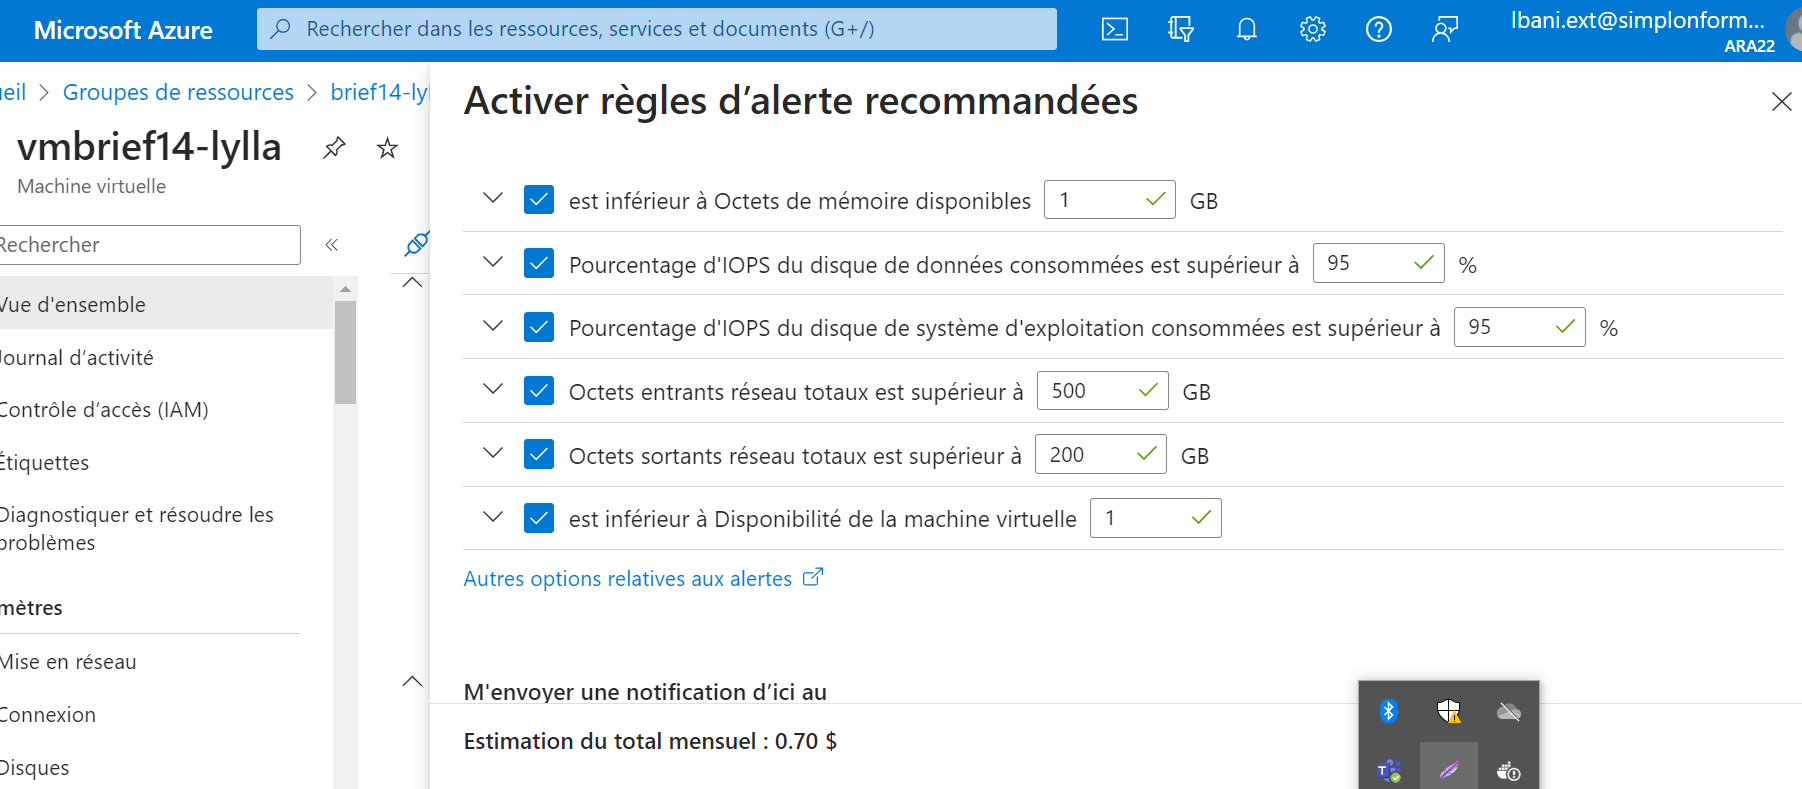 Microsoft Azure
Rechercher dans les ressources, services et documents (G+/)
lbani.ext@simplonform...
ARA22
eil > Groupes de ressources > brief14-lyl
vmbrief14-lylla
Machine virtuelle
Rechercher
«
Vue d'ensemble
Journal d’activité
Contrôle d’accès (IAM)
Étiquettes
Diagnostiquer et résoudre les
problèmes
mètres
Mise en réseau
Connexion
Disques
Activer règles d’alerte recommandées
est inférieur à Octets de mémoire disponibles 1 GB
Pourcentage d'IOPS du disque de données consommées est supérieur à 95 %
Pourcentage d'IOPS du disque de système d'exploitation consommées est supérieur à 95 %
Octets entrants réseau totaux est supérieur à 500 GB
Octets sortants réseau totaux est supérieur à 200 GB
est inférieur à Disponibilité de la machine virtuelle 1
Autres options relatives aux alertes
M'envoyer une notification d’ici au
Estimation du total mensuel : 0.70 $